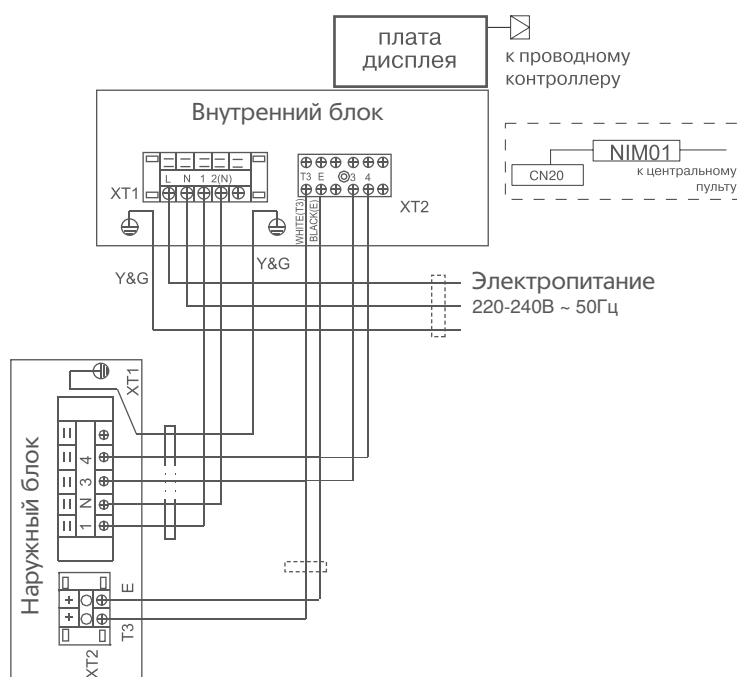 плата
дисплея
к проводному
контроллеру
Внутренний блок
NIM01
CN20
к центральному
пульту
L N 1 2(N)
T3 E 3 4
XT1
XT2
WHITE(T3)
BLACK(E)
Y&G
Y&G
Электропитание
220-240В ~ 50Гц
XT1
Наружный блок
4
3
N
1
E
T3
XT2